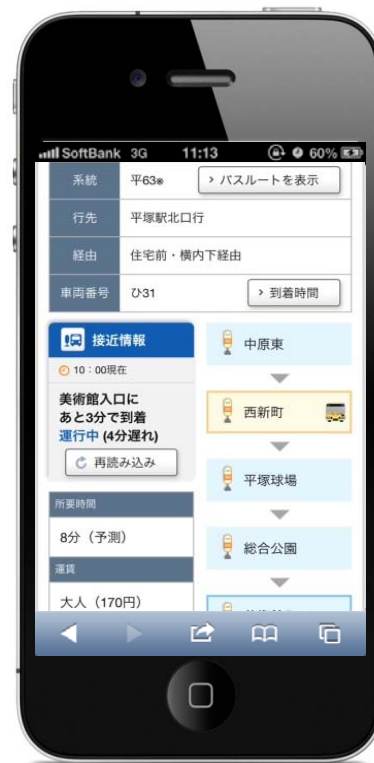 SoftBank 3G 11:13 60%
系統 平63※ › バスルートを表示
行先 平塚駅北口行
経由 住宅前・横内下経由
車両番号 ひ31 › 到着時間
接近情報
10：00現在
美術館入口に
あと3分で到着
運行中 (4分遅れ)
再読み込み
所要時間
8分（予測）
運賃
大人（170円）
中原東
西新町
平塚球場
総合公園